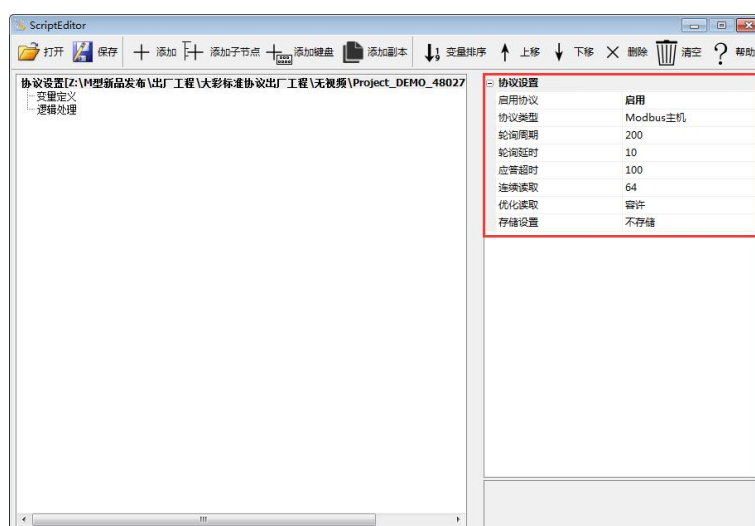 ScriptEditor
打开 保存 添加 添加子节点 添加键盘 添加副本 变量排序 上移 下移 删除 清空 帮助
协议设置[Z:\M型新品发布\出厂工程\大彩标准协议出厂工程\无视频\Project_DEMO_48027
变量定义
逻辑处理
协议设置
启用协议 启用
协议类型 Modbus主机
轮询周期 200
轮询延时 10
应答超时 100
连续读取 64
优化读取 容许
存储设置 不存储